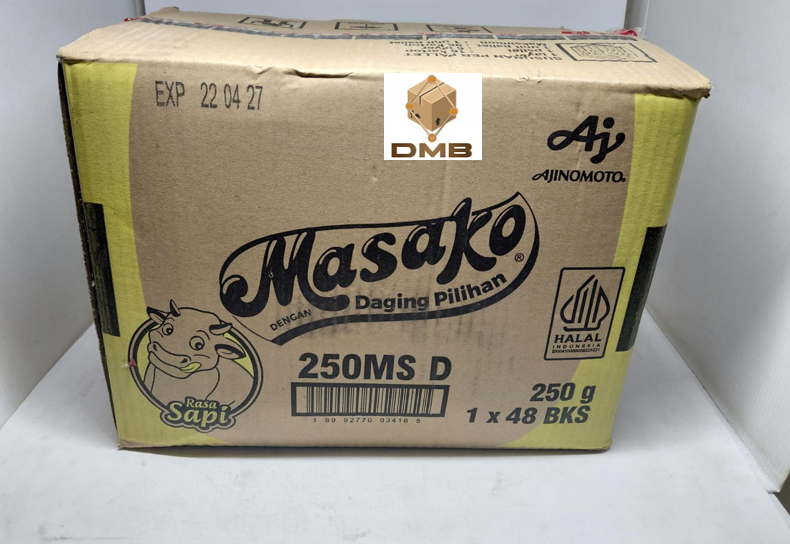 EXP 22 04 27
DMB
Aj
AJINOMOTO®
Masako®
DENGAN Daging Pilihan
250MS D
Rasa
Sapi
HALAL
INDONESIA
250 g
1 x 48 BKS